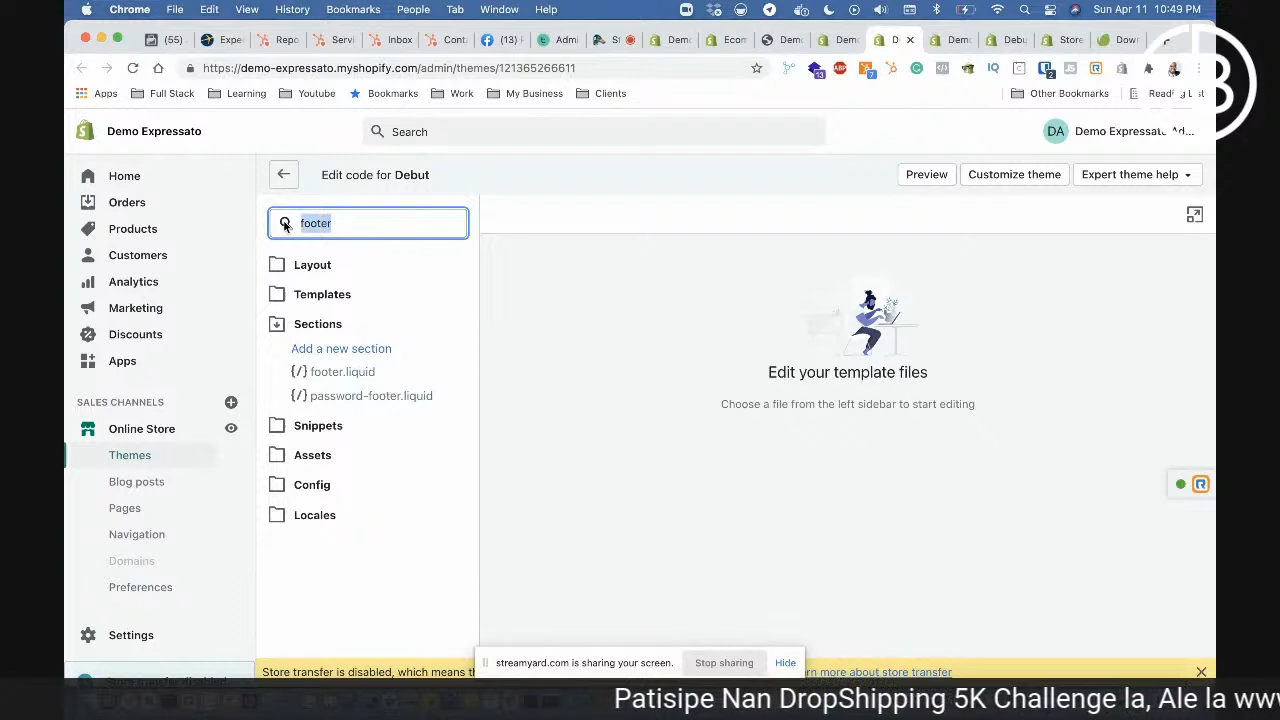 Chrome File Edit View History Bookmarks People Tab Window Help Sun Apr 11 10:49 PM
(55) Expe Repo Servi Inbox Cont Admi Dem Ecor Dem Dem D Dem Debu Store Dow
https://demo-expressato.myshopify.com/admin/themes/121365266611
13 ABP 7 IQ 2 JS
Apps Full Stack Learning Youtube Bookmarks Work My Business Clients Other Bookmarks
Demo Expressato Search DA Demo Expressato
Home Edit code for Debut Preview Customize theme Expert theme help
Orders
Products
Customers
Analytics
Marketing
Discounts
Apps
SALES CHANNELS
Online Store
Themes
Blog posts
Pages
Navigation
Domains
Preferences
Settings
footer
Layout
Templates
Sections
Add a new section
{/} footer.liquid
{/} password-footer.liquid
Snippets
Assets
Config
Locales
Edit your template files
Choose a file from the left sidebar to start editing
Store transfer is disabled, which means
streamyard.com is sharing your screen. Stop sharing Hide
more about store transfer
Patisipe Nan DropShipping 5K Challenge la, Ale la www